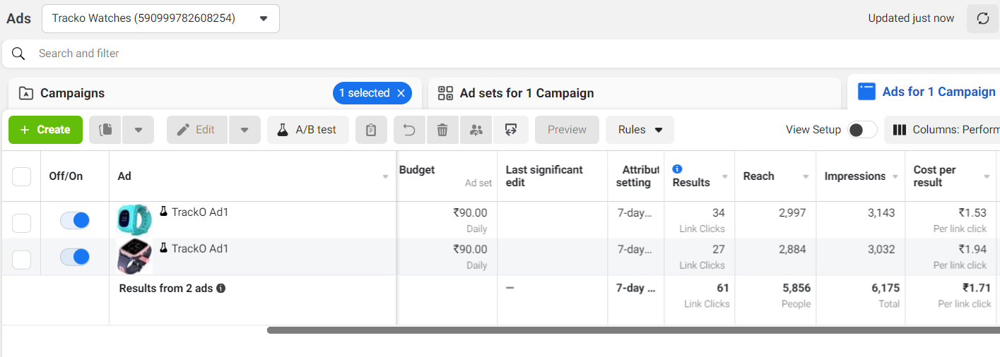 Ads
Tracko Watches (590999782608254)
Updated just now
Search and filter
Campaigns
1 selected
Ad sets for 1 Campaign
Ads for 1 Campaign
+ Create
Edit
A/B test
Preview
Rules
View Setup
Columns: Perform
Off/On
Ad
Budget
Ad set
Last significant
edit
Attribut
setting
Results
Reach
Impressions
Cost per
result
TrackO Ad1
₹90.00
Daily
7-day...
34
Link Clicks
2,997
3,143
₹1.53
Per link click
TrackO Ad1
₹90.00
Daily
7-day...
27
Link Clicks
2,884
3,032
₹1.94
Per link click
Results from 2 ads
—
7-day ...
61
Link Clicks
5,856
People
6,175
Total
₹1.71
Per link click